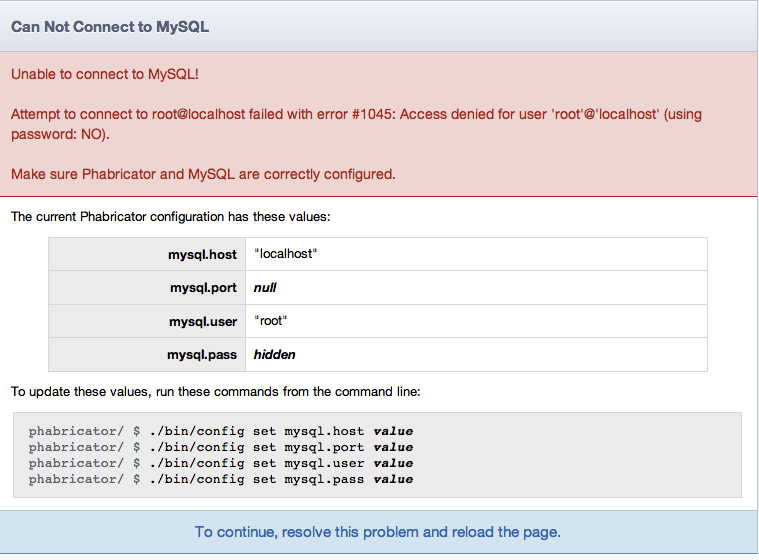 Can Not Connect to MySQL
Unable to connect to MySQL!
Attempt to connect to root@localhost failed with error #1045: Access denied for user 'root'@'localhost' (using
password: NO).
Make sure Phabricator and MySQL are correctly configured.
The current Phabricator configuration has these values:
mysql.host "localhost"
mysql.port null
mysql.user "root"
mysql.pass hidden
To update these values, run these commands from the command line:
phabricator/ $ ./bin/config set mysql.host value
phabricator/ $ ./bin/config set mysql.port value
phabricator/ $ ./bin/config set mysql.user value
phabricator/ $ ./bin/config set mysql.pass value
To continue, resolve this problem and reload the page.